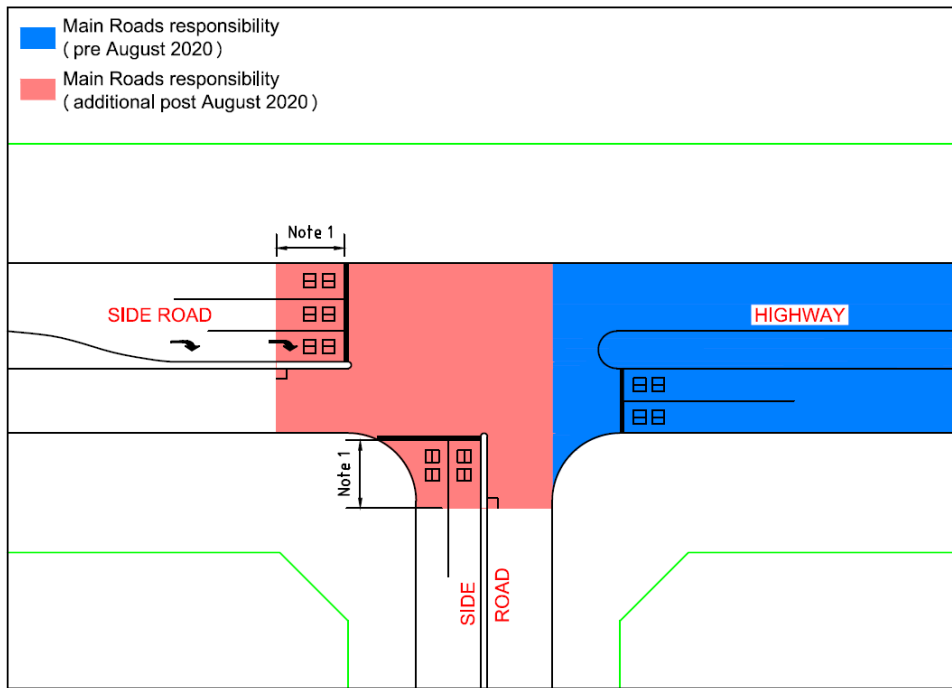 Main Roads responsibility
( pre August 2020 )
Main Roads responsibility
( additional post August 2020 )
Note 1
SIDE ROAD
HIGHWAY
Note 1
SIDE
ROAD